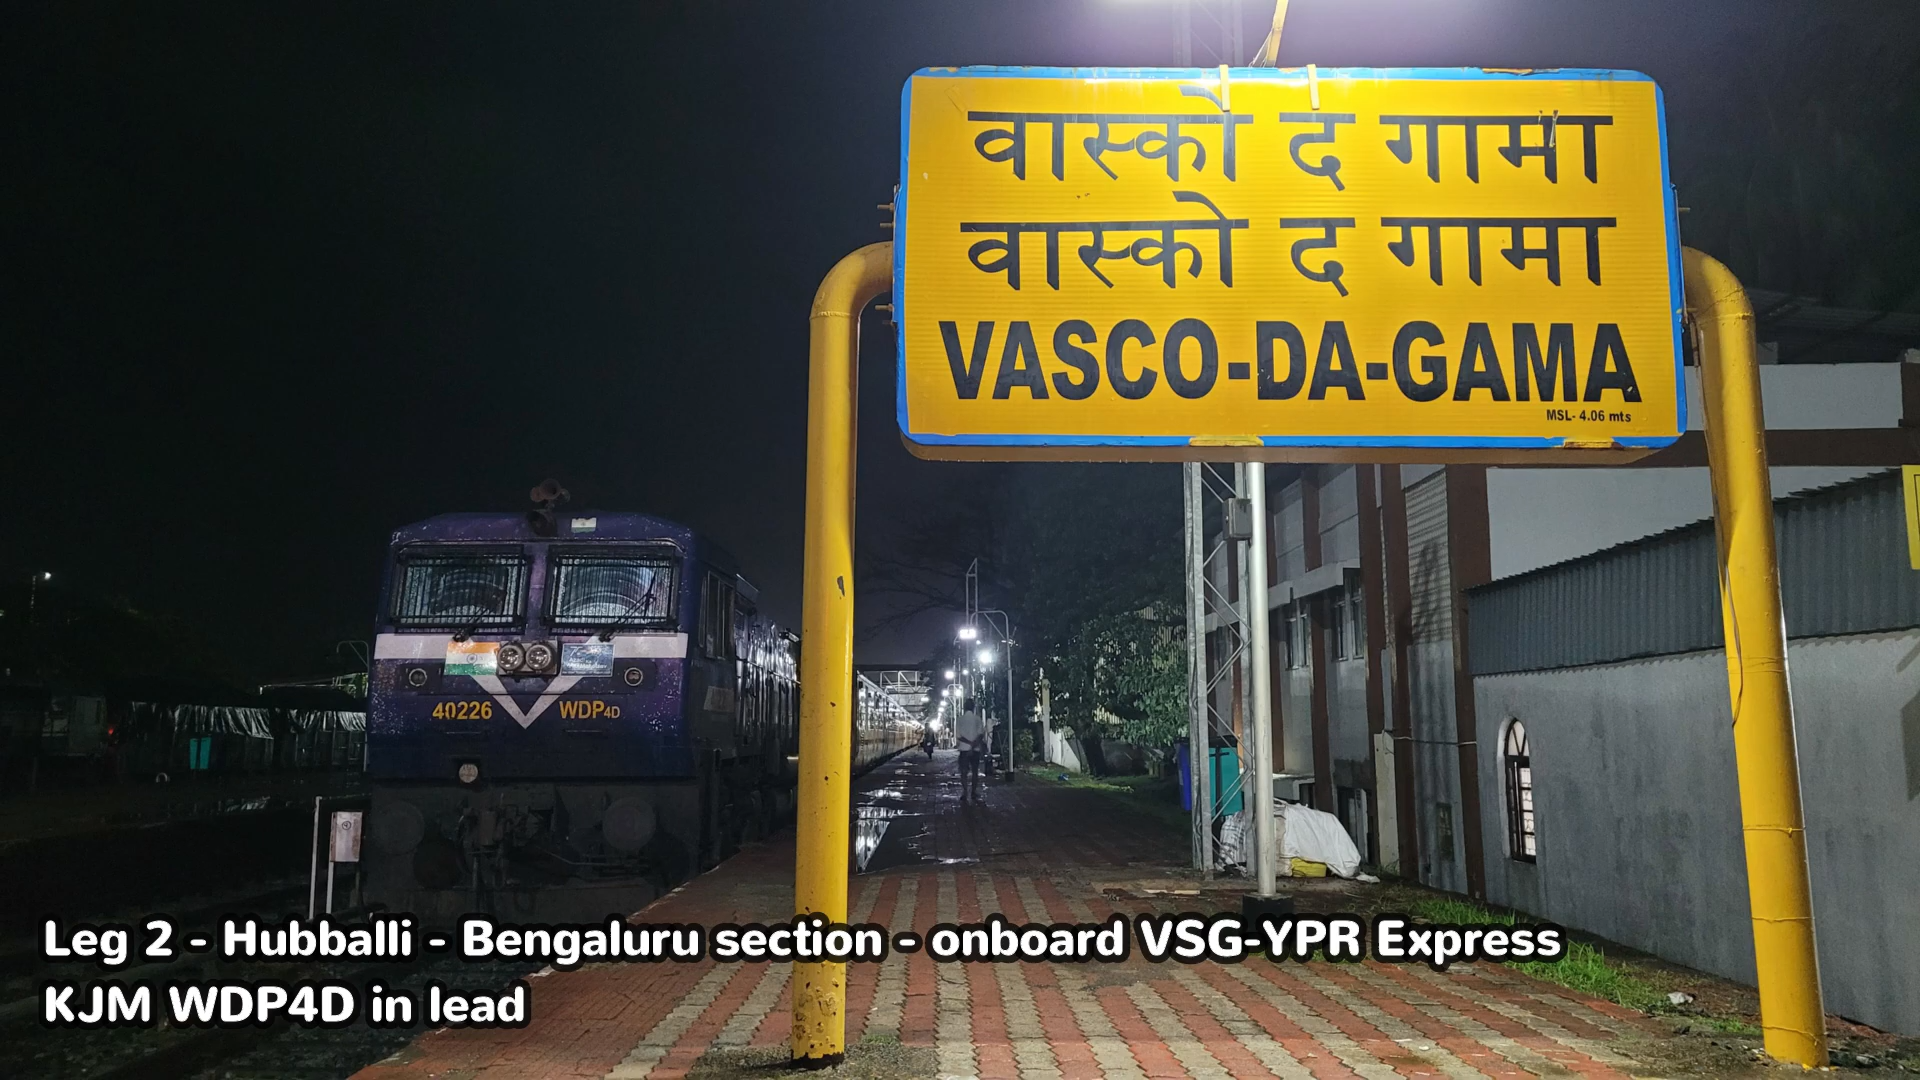 वास्को द गामा
वास्को द गामा
VASCO-DA-GAMA
MSL- 4.06 mts
40226 WDP4D
Leg 2 - Hubballi - Bengaluru section - onboard VSG-YPR Express
KJM WDP4D in lead